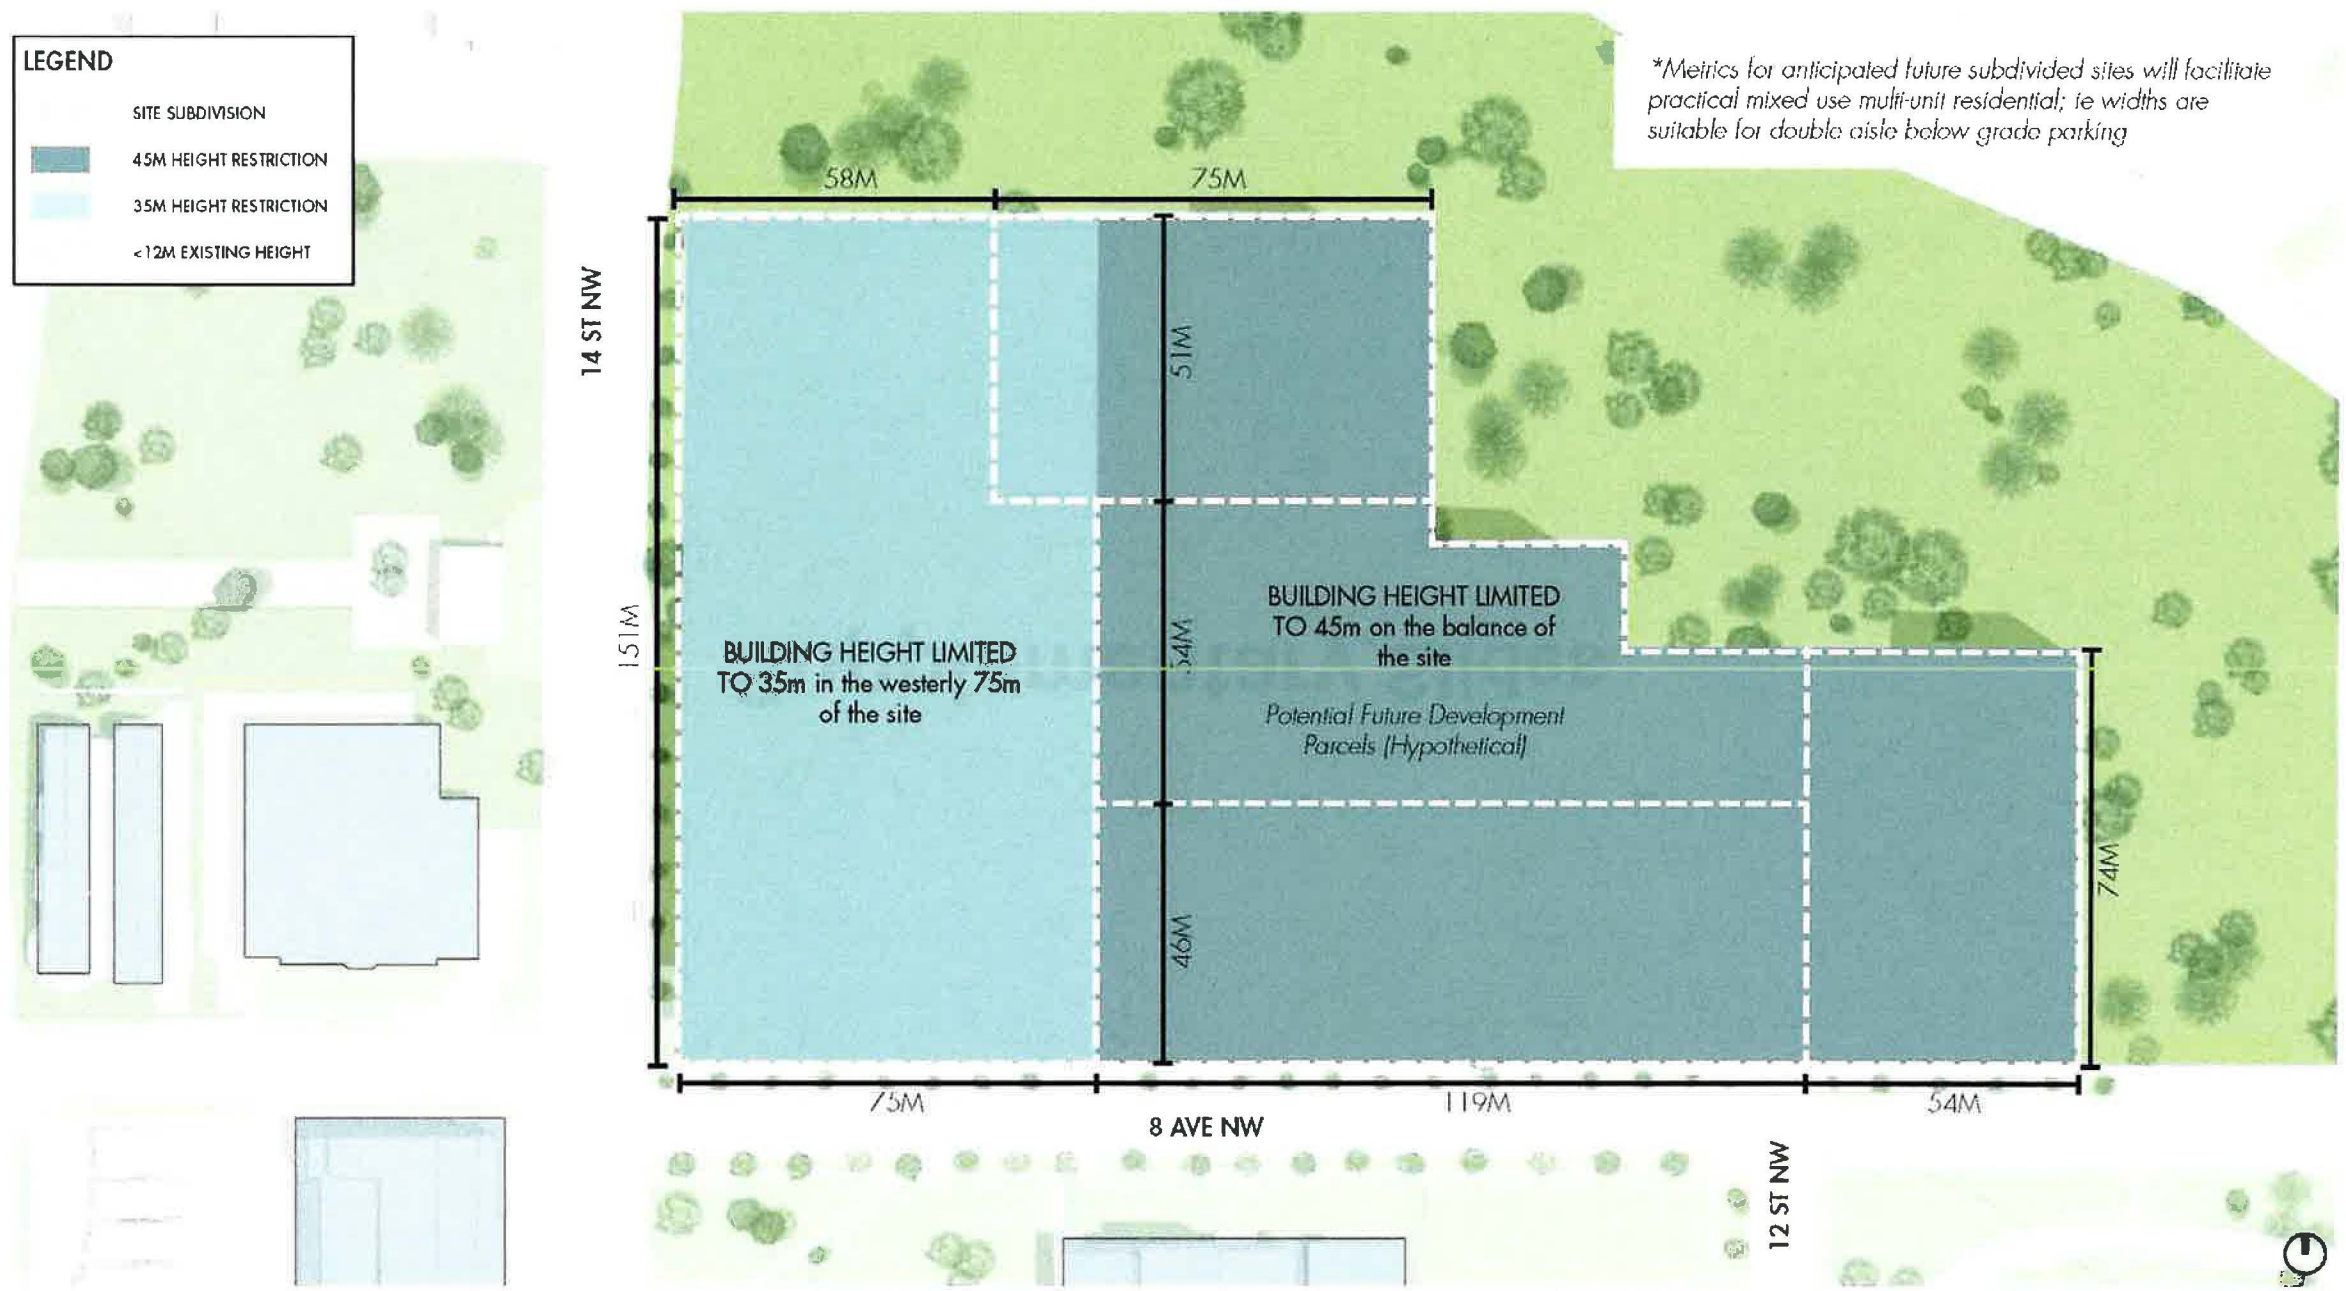 LEGEND
SITE SUBDIVISION
45M HEIGHT RESTRICTION
35M HEIGHT RESTRICTION
<12M EXISTING HEIGHT
*Metrics for anticipated future subdivided sites will facilitate
practical mixed use multi-unit residential; ie widths are
suitable for double aisle below grade parking
58M
75M
14 ST NW
51M
151M
BUILDING HEIGHT LIMITED
TO 35m in the westerly 75m
of the site
54M
BUILDING HEIGHT LIMITED
TO 45m on the balance of
the site
Potential Future Development
Parcels (Hypothetical)
46M
74M
75M
119M
54M
8 AVE NW
12 ST NW